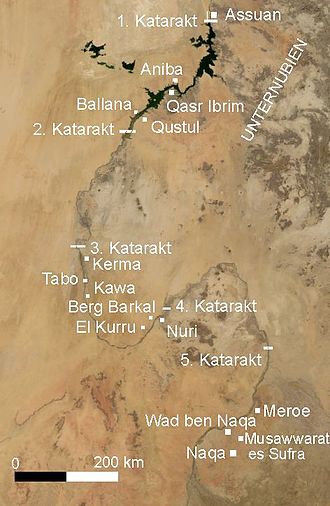 Assuan
1. Katarakt
Aniba
Qasr Ibrim
Ballana
Qustul
2. Katarakt
UNTERNUBIEN
3. Katarakt
Kerma
Tabo
Kawa
Berg Barkal
4. Katarakt
El Kurru
Nuri
5. Katarakt
Meroe
Wad ben Naqa
Musawwarat
es Sufra
Naqa
0
200 km